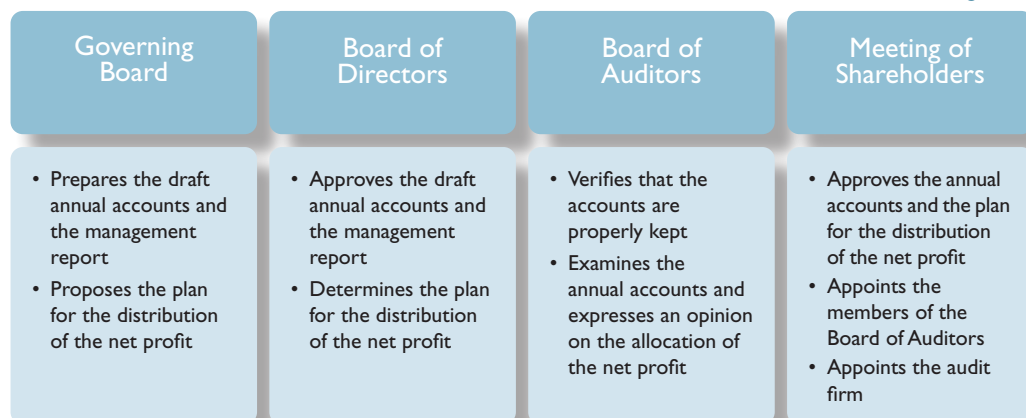 Governing
Board
• Prepares the draft
annual accounts and
the management
report
• Proposes the plan
for the distribution
of the net profit
Board of
Directors
• Approves the draft
annual accounts and
the management
report
• Determines the plan
for the distribution
of the net profit
Board of
Auditors
• Verifies that the
accounts are
properly kept
• Examines the
annual accounts and
expresses an opinion
on the allocation of
the net profit
Meeting of
Shareholders
• Approves the annual
accounts and the plan
for the distribution
of the net profit
• Appoints the
members of the
Board of Auditors
• Appoints the audit
firm